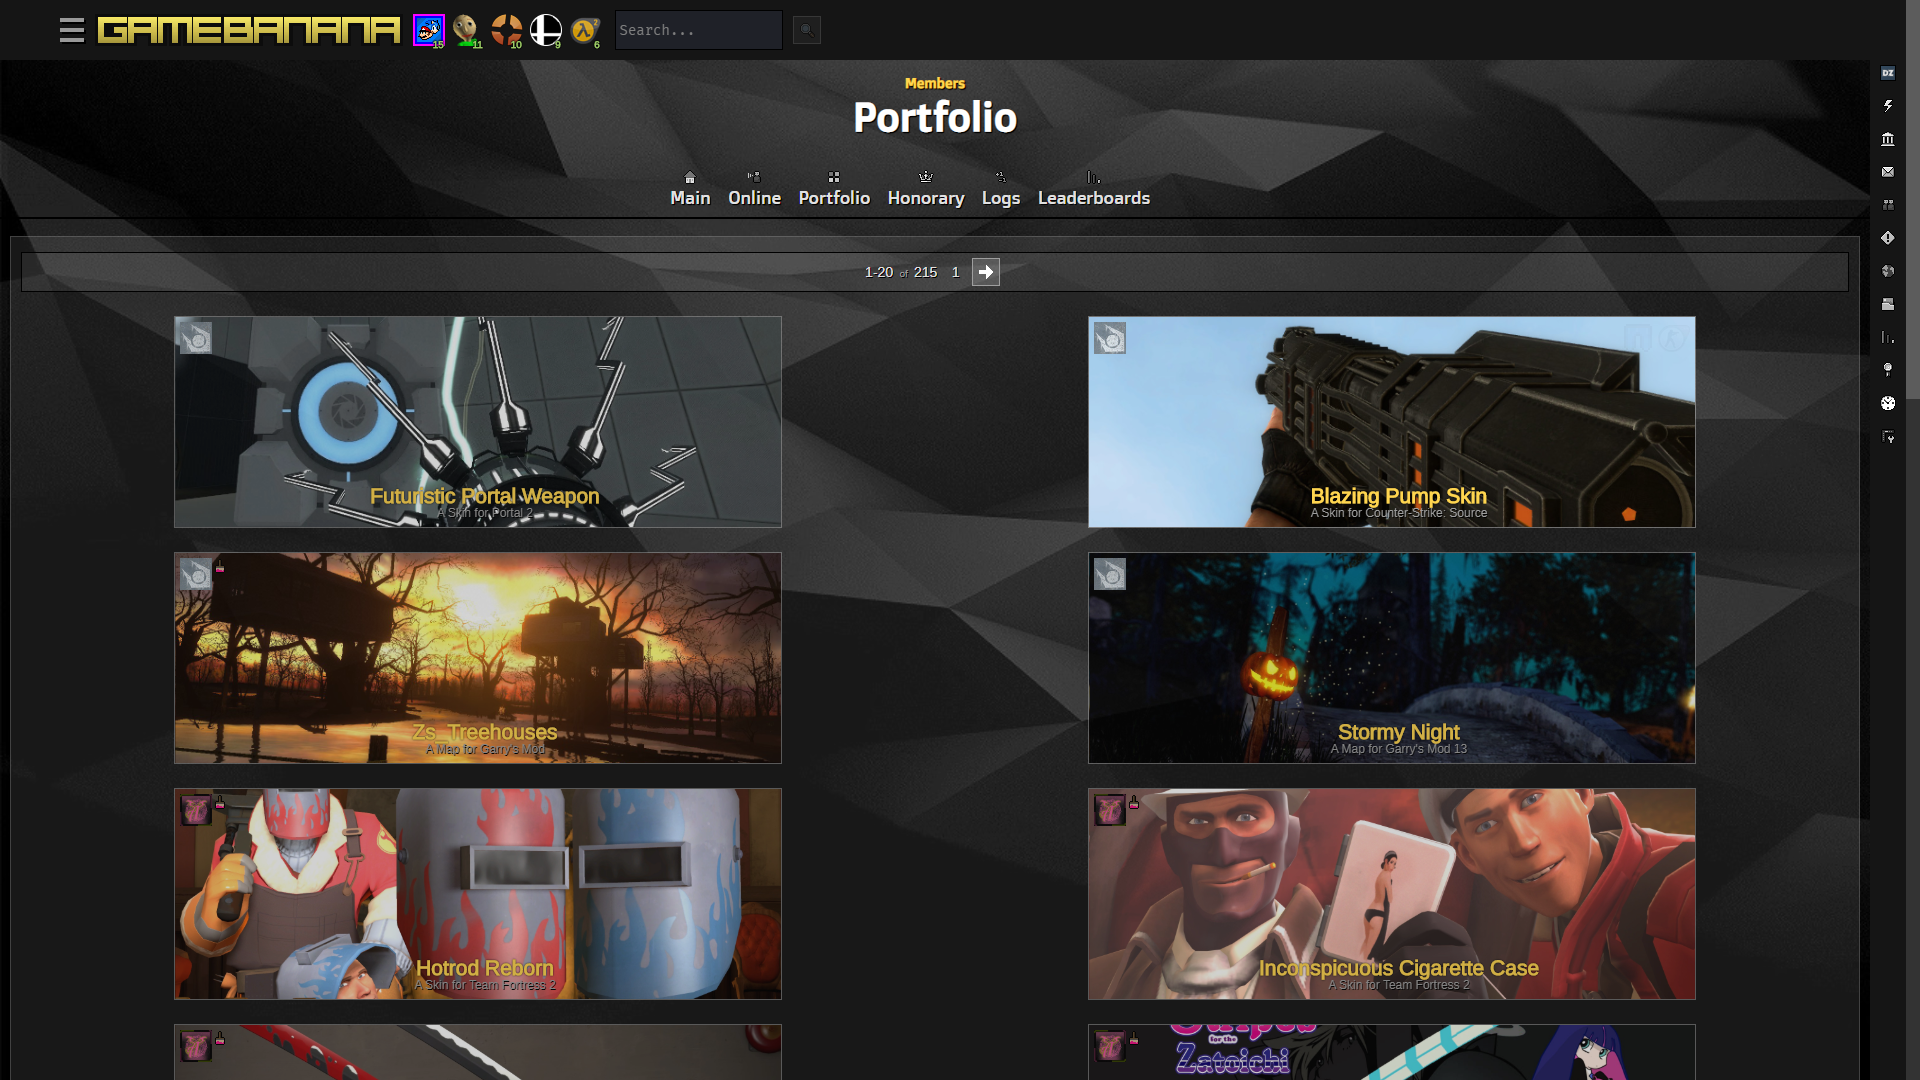 GAMEBANANA
15
11
10
9
6
Search...
Members
Portfolio
Main
Online
Portfolio
Honorary
Logs
Leaderboards
1-20 of 215 1
Futuristic Portal Weapon
A Skin for Portal 2
Blazing Pump Skin
A Skin for Counter-Strike: Source
Zs_Treehouses
A Map for Garry's Mod
Stormy Night
A Map for Garry's Mod 13
Hotrod Reborn
A Skin for Team Fortress 2
Inconspicuous Cigarette Case
A Skin for Team Fortress 2
for the
Zatoichi
DZ